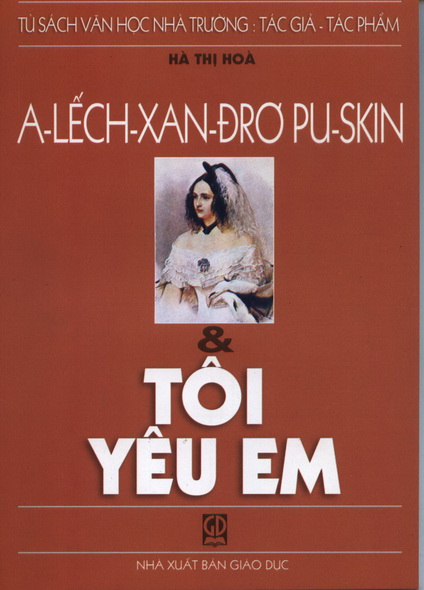 TỦ SÁCH VĂN HỌC NHÀ TRƯỜNG : TÁC GIẢ - TÁC PHẨM
HÀ THỊ HOÀ
A-LẾCH-XAN-ĐRƠ PU-SKIN
&
TÔI
YÊU EM
GD
NHÀ XUẤT BẢN GIÁO DỤC